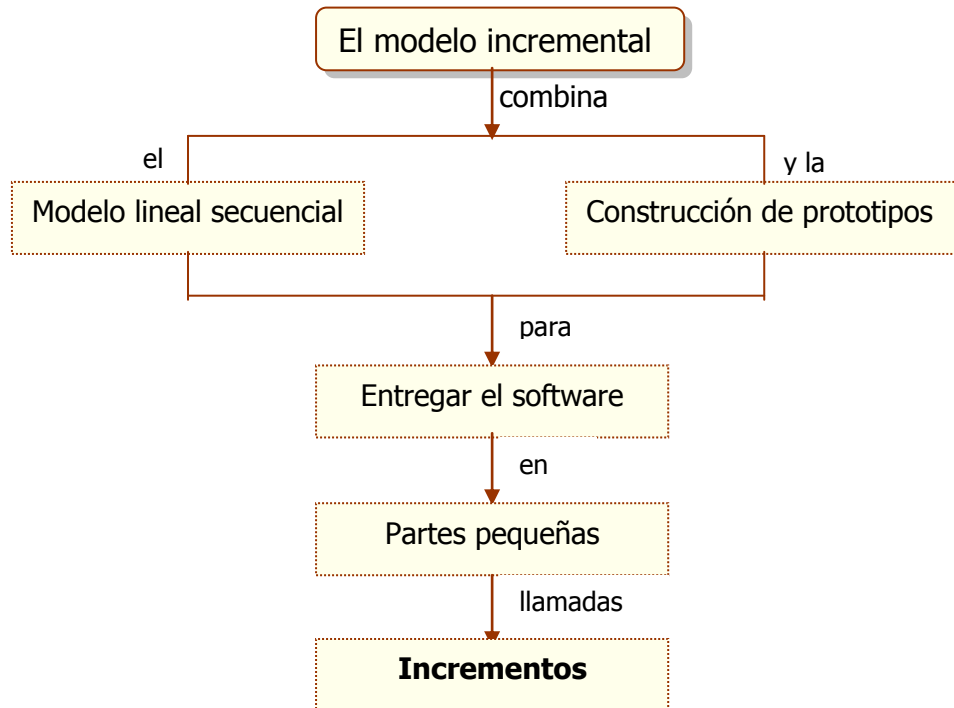 El modelo incremental
combina
el
y la
Modelo lineal secuencial
Construcción de prototipos
para
Entregar el software
en
Partes pequeñas
llamadas
Incrementos